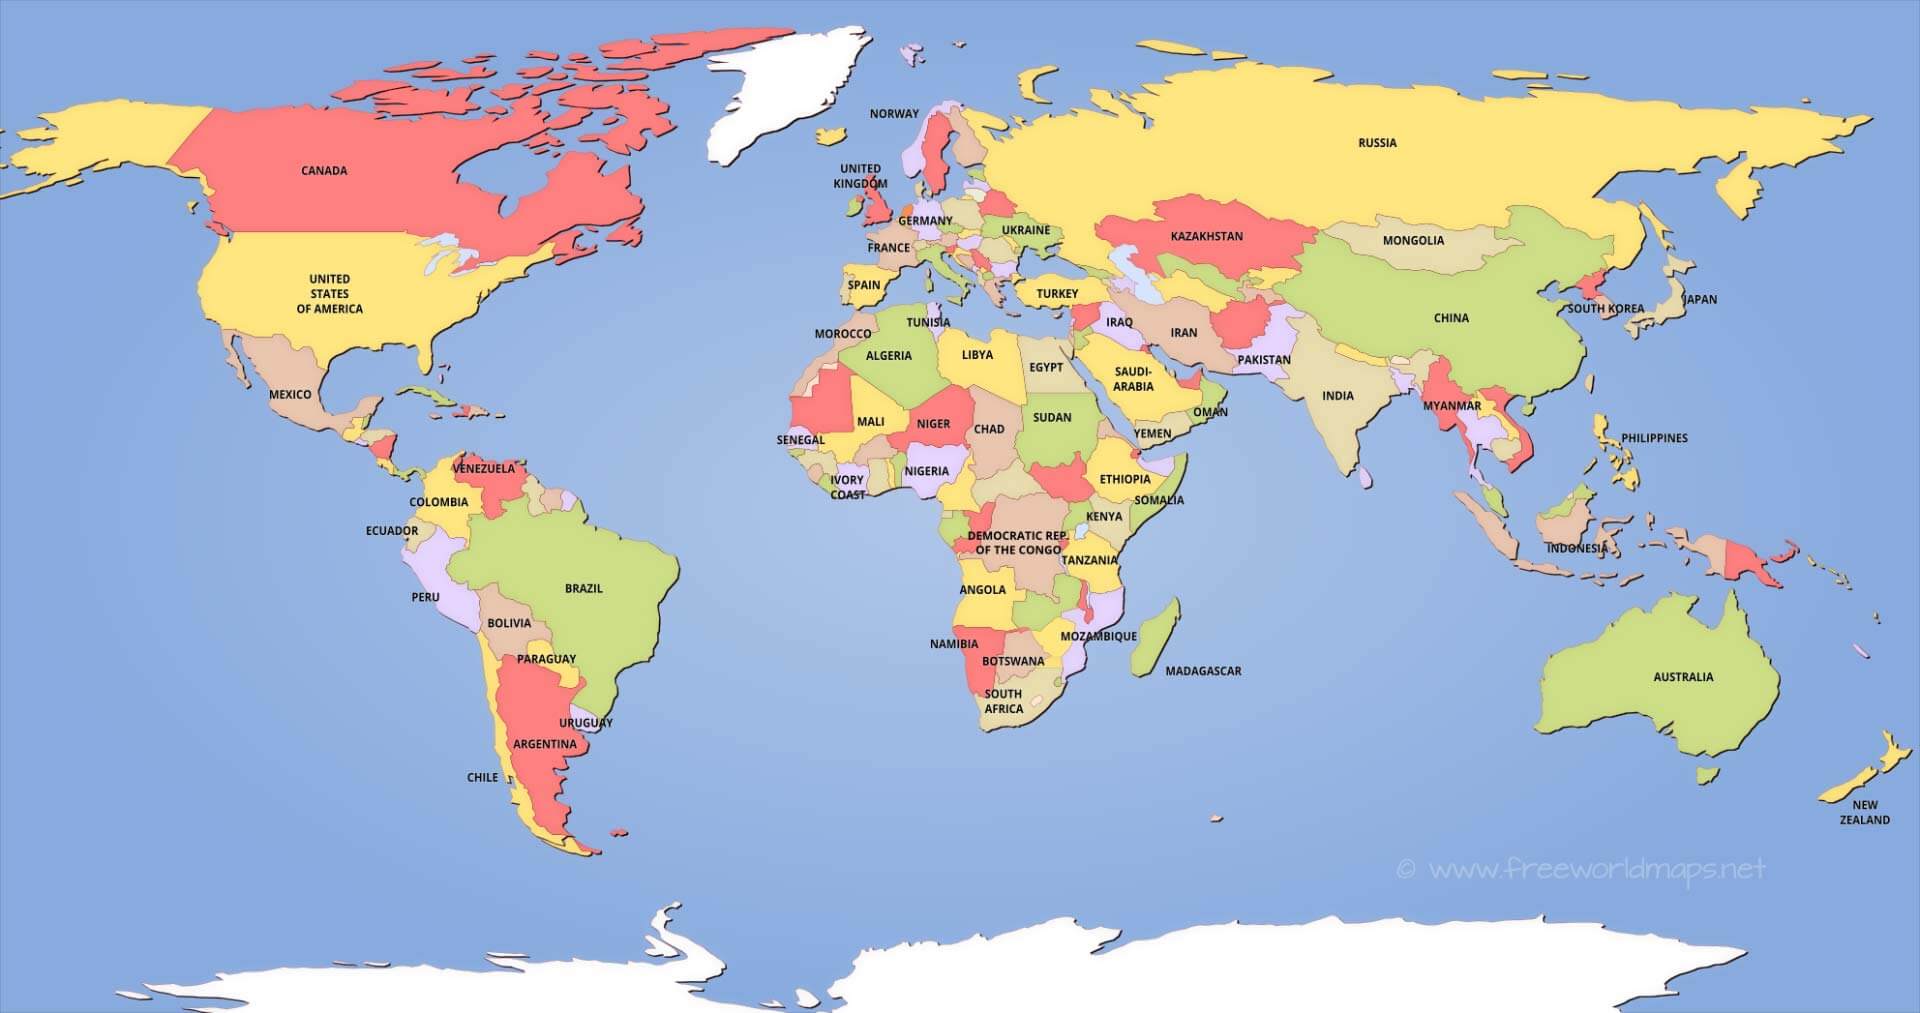 CANADA
UNITED
STATES
OF AMERICA
MEXICO
VENEZUELA
COLOMBIA
ECUADOR
PERU
BRAZIL
BOLIVIA
PARAGUAY
URUGUAY
ARGENTINA
CHILE
NORWAY
UNITED
KINGDOM
GERMANY
FRANCE
SPAIN
UKRAINE
TURKEY
RUSSIA
KAZAKHSTAN
MONGOLIA
CHINA
SOUTH KOREA
JAPAN
MOROCCO
TUNISIA
ALGERIA
LIBYA
EGYPT
IRAQ
IRAN
SAUDI-
ARABIA
PAKISTAN
INDIA
MYANMAR
OMAN
YEMEN
PHILIPPINES
MALI
NIGER
CHAD
SUDAN
SENEGAL
NIGERIA
IVORY
COAST
ETHIOPIA
SOMALIA
KENYA
DEMOCRATIC REP.
OF THE CONGO
TANZANIA
ANGOLA
NAMIBIA
BOTSWANA
MOZAMBIQUE
MADAGASCAR
SOUTH
AFRICA
INDONESIA
AUSTRALIA
NEW
ZEALAND
© www.freeworldmaps.net